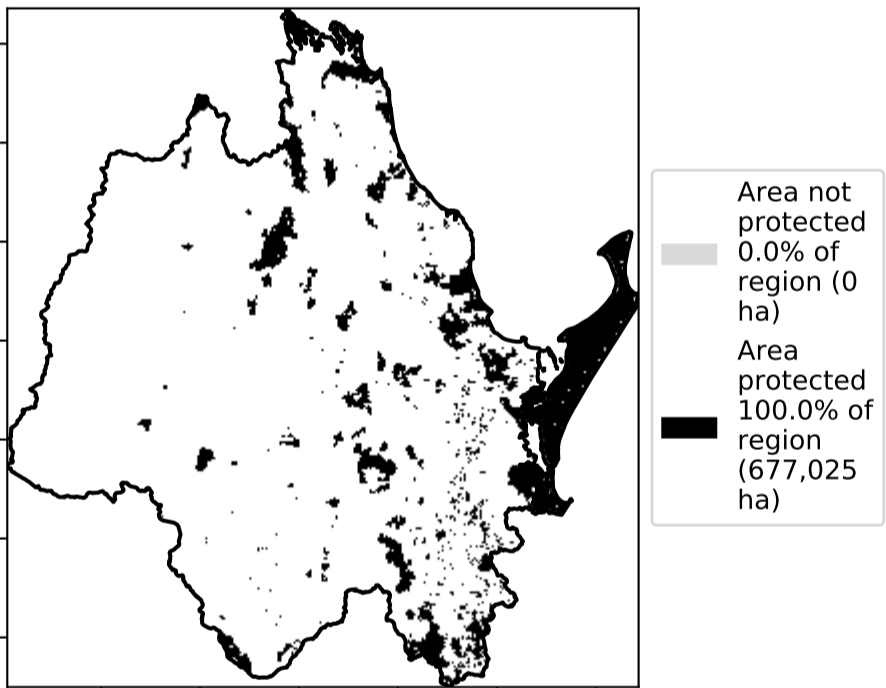 Area not
protected
0.0% of
region (0
ha)
Area
protected
100.0% of
region
(677,025
ha)